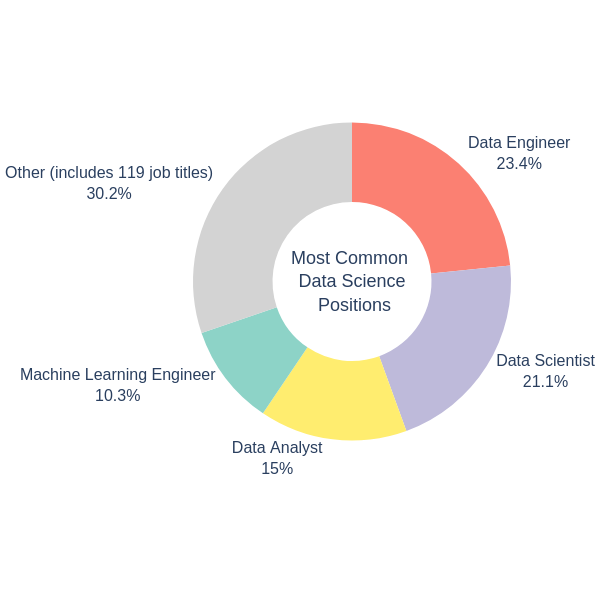 Data Engineer
23.4%
Other (includes 119 job titles)
30.2%
Most Common
Data Science
Positions
Data Scientist
21.1%
Machine Learning Engineer
10.3%
Data Analyst
15%